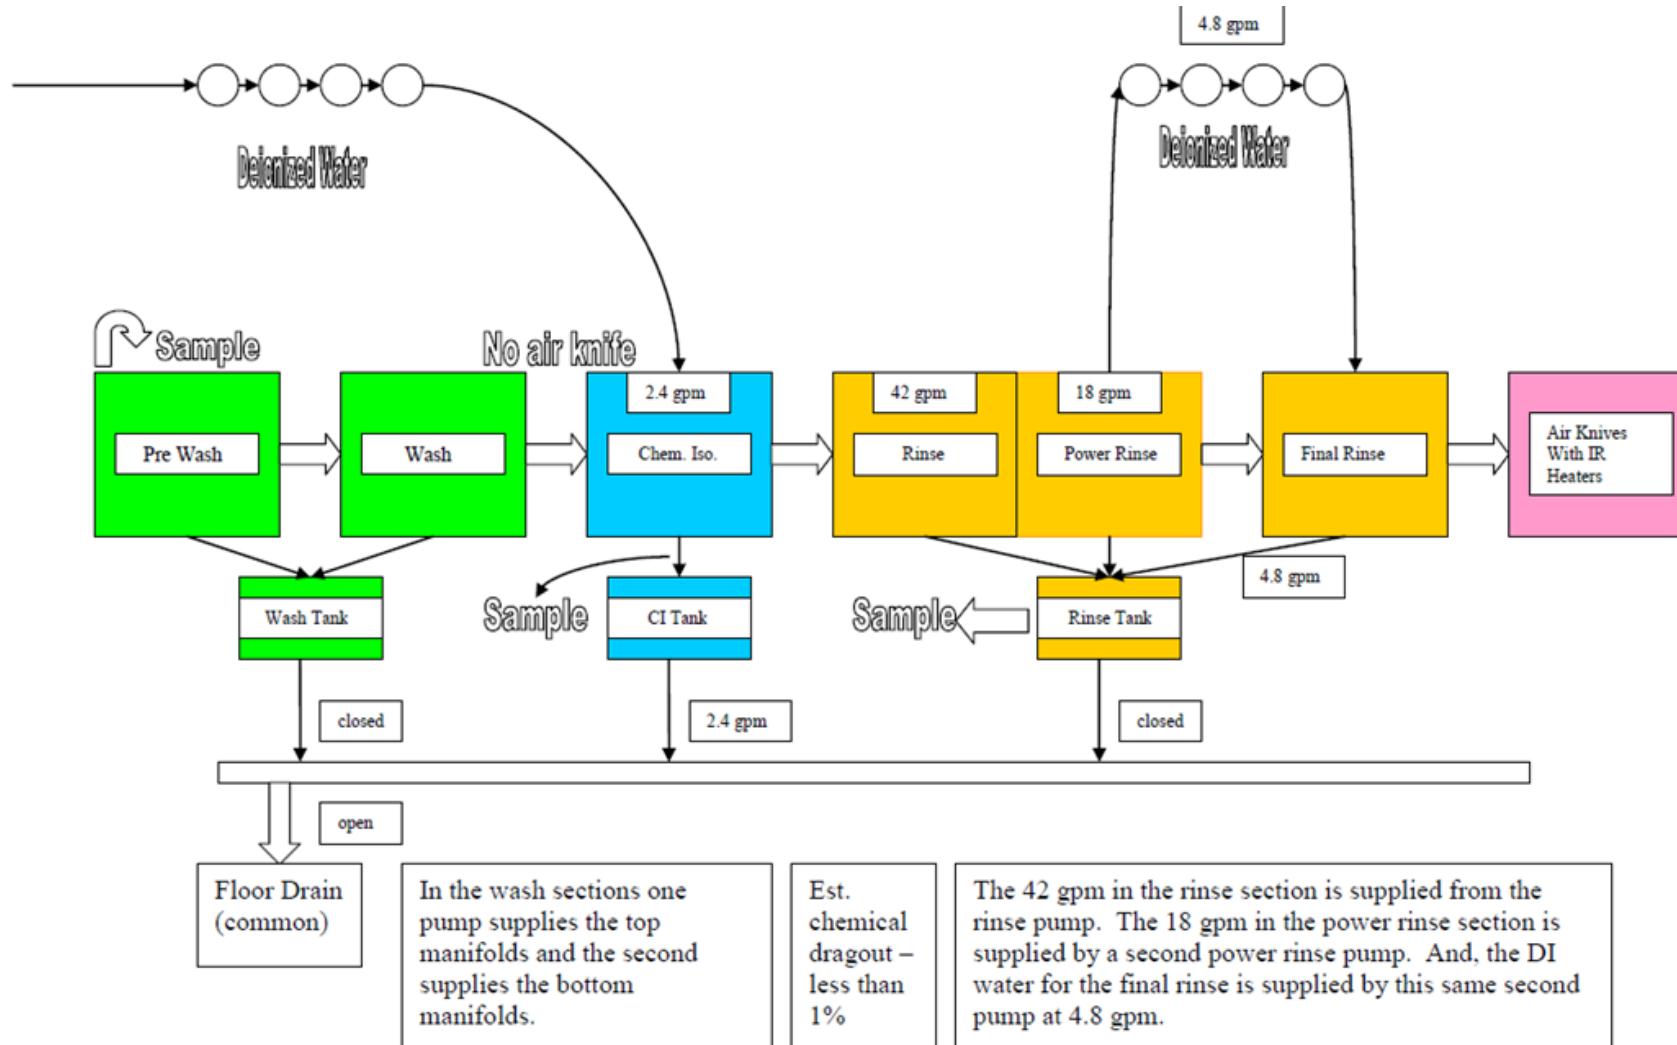 4.8 gpm
Deionized Water
Deionized Water
Sample
No air knife
2.4 gpm
42 gpm
18 gpm
Pre Wash
Wash
Chem. Iso.
Rinse
Power Rinse
Final Rinse
Air Knives
With IR
Heaters
4.8 gpm
Wash Tank
Sample
CI Tank
Sample
Rinse Tank
closed
2.4 gpm
closed
open
Floor Drain
(common)
In the wash sections one
pump supplies the top
manifolds and the second
supplies the bottom
manifolds.
Est.
chemical
dragout –
less than
1%
The 42 gpm in the rinse section is supplied from the
rinse pump. The 18 gpm in the power rinse section is
supplied by a second power rinse pump. And, the DI
water for the final rinse is supplied by this same second
pump at 4.8 gpm.